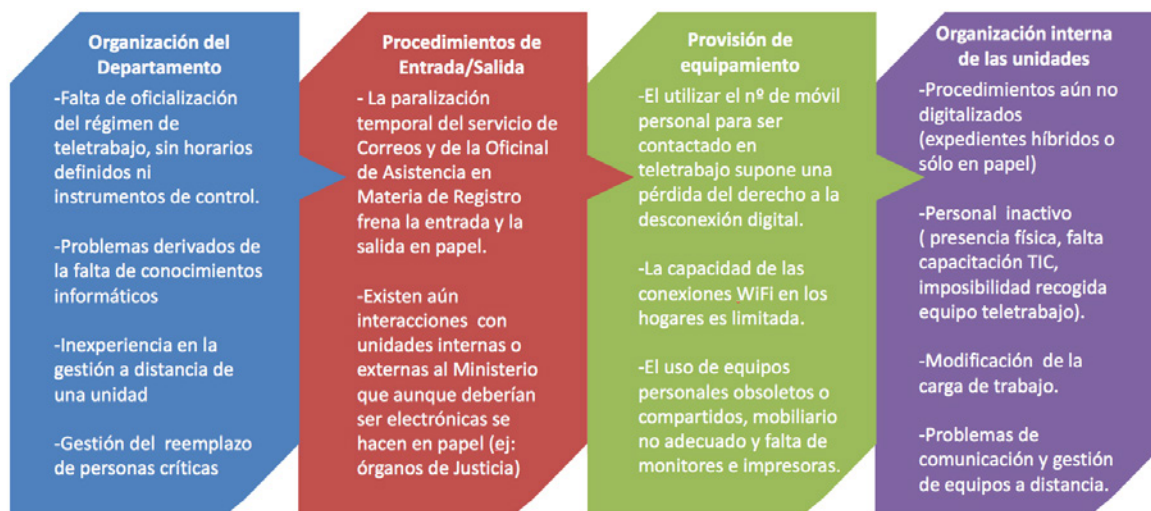 Organización del
Departamento
-Falta de oficialización
del régimen de
teletrabajo, sin horarios
definidos ni
instrumentos de control.
-Problemas derivados de
la falta de conocimientos
informáticos
-Inexperiencia en la
gestión a distancia de
una unidad
-Gestión del reemplazo
de personas críticas
Procedimientos de
Entrada/Salida
- La paralización
temporal del servicio de
Correos y de la Oficinal
de Asistencia en
Materia de Registro
frena la entrada y la
salida en papel.
-Existen aún
interacciones con
unidades internas o
externas al Ministerio
que aunque deberían
ser electrónicas se
hacen en papel (ej:
órganos de Justicia)
Provisión de
equipamiento
-El utilizar el nº de móvil
personal para ser
contactado en
teletrabajo supone una
pérdida del derecho a la
desconexión digital.
-La capacidad de las
conexiones WiFi en los
hogares es limitada.
-El uso de equipos
personales obsoletos o
compartidos, mobiliario
no adecuado y falta de
monitores e impresoras.
Organización interna
de las unidades
-Procedimientos aún no
digitalizados
(expedientes híbridos o
sólo en papel)
-Personal inactivo
( presencia física, falta
capacitación TIC,
imposibilidad recogida
equipo teletrabajo).
-Modificación de la
carga de trabajo.
-Problemas de
comunicación y gestión
de equipos a distancia.